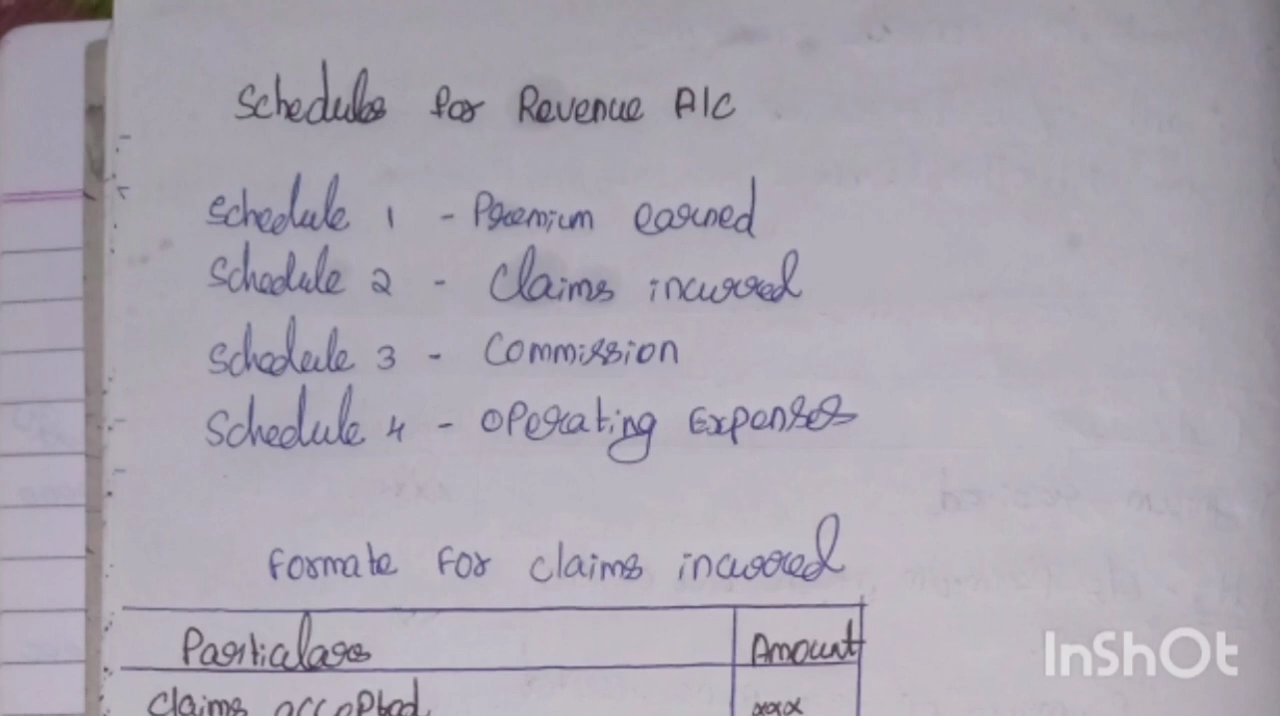 Schedules for Revenue A/C
Schedule 1 - Premium earned
Schedule 2 - Claims incurred
Schedule 3 - Commission
Schedule 4 - Operating Expenses
Formate For claims incurred
Particulars Amount
Claims accepted xxx
InShOt